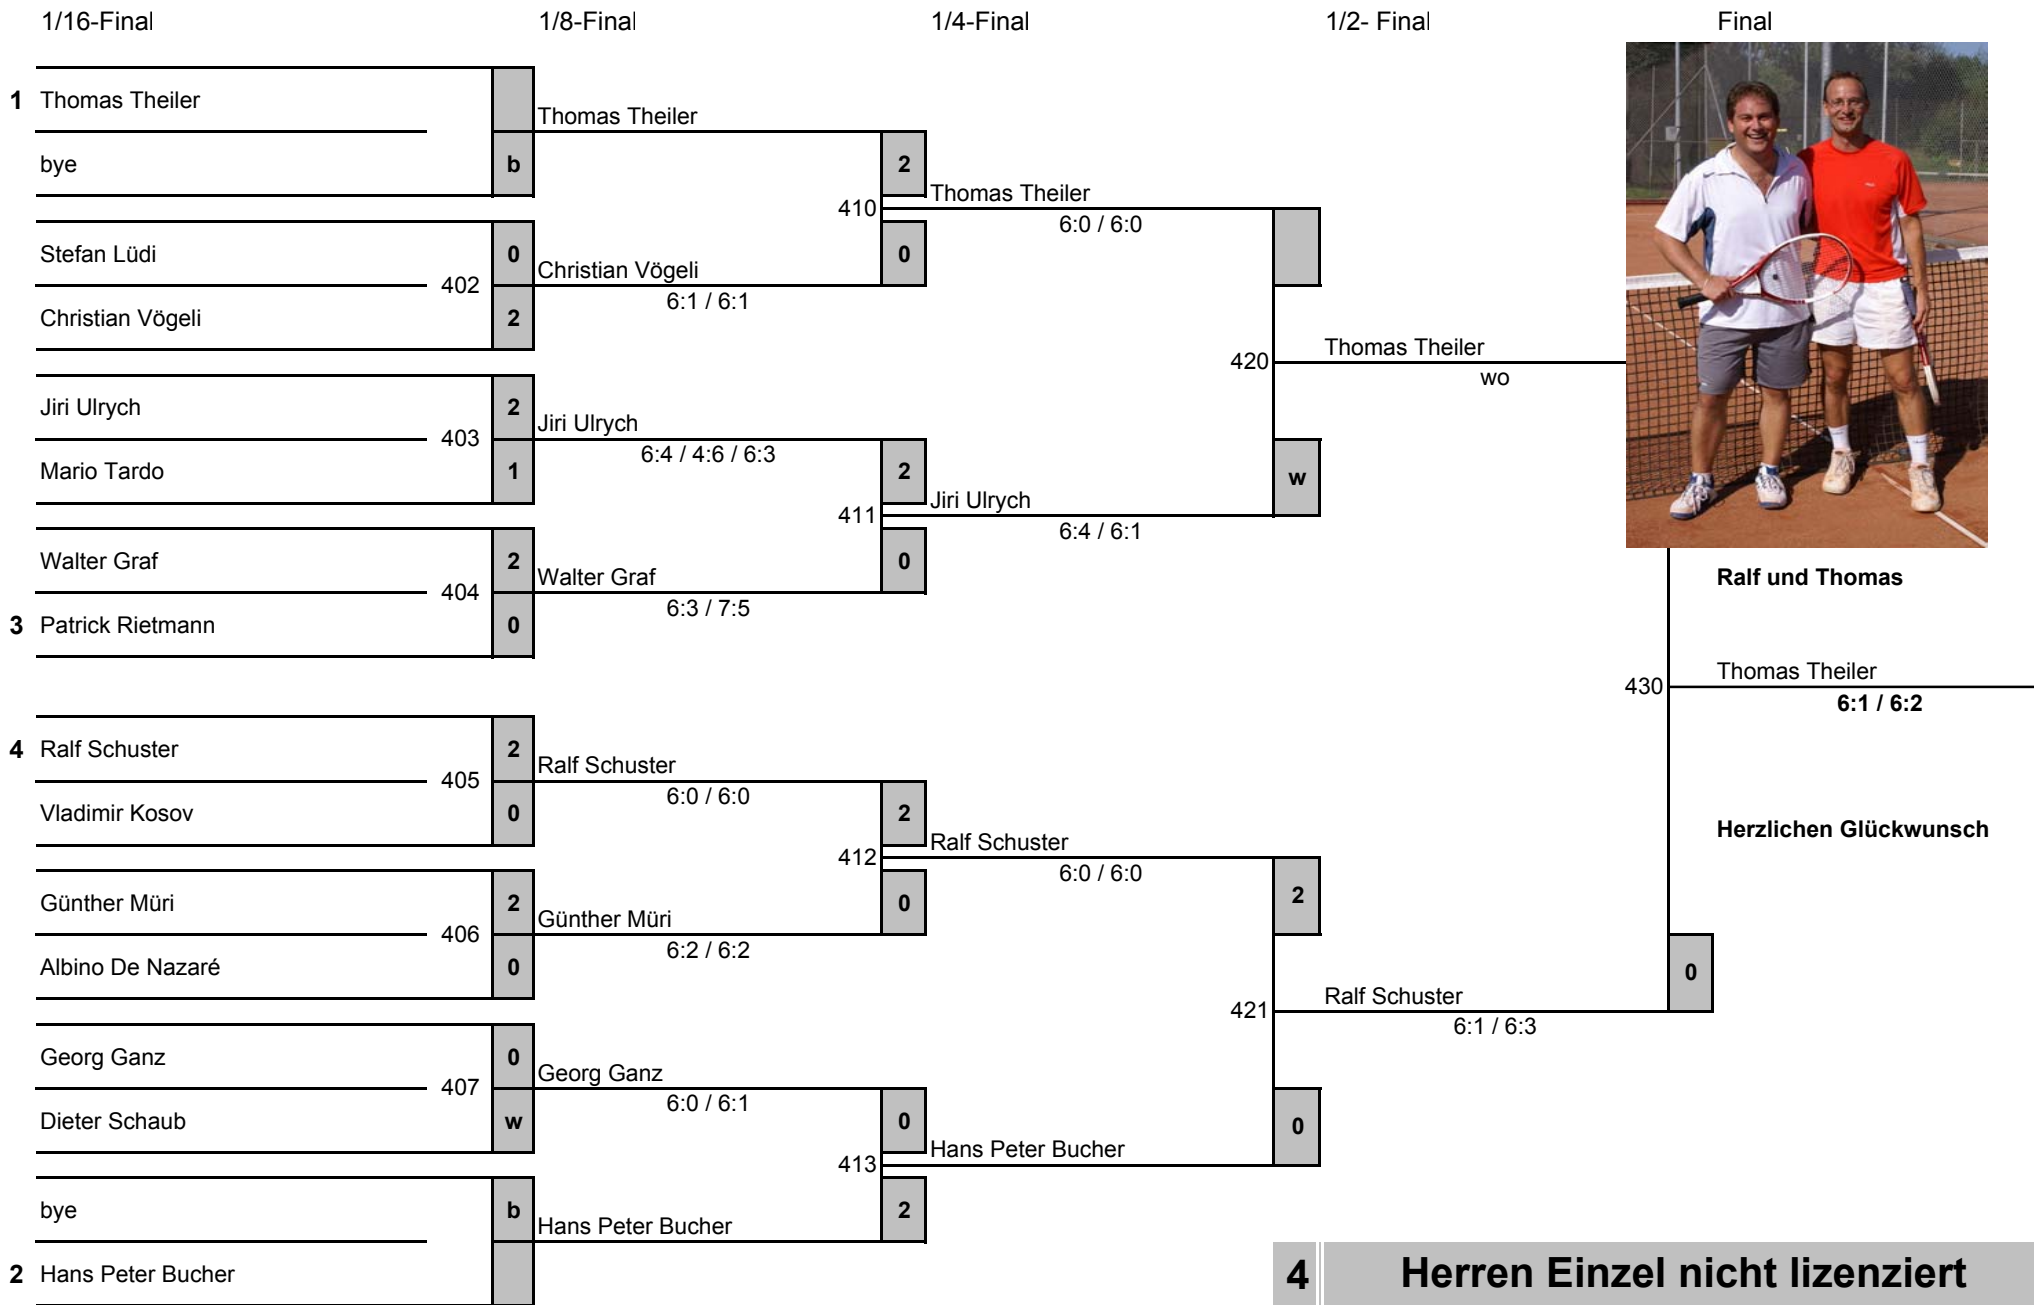 1/16-Final 1/8-Final 1/4-Final 1/2- Final Final
1 Thomas Theiler
Thomas Theiler
bye b 2
Thomas Theiler
410
6:0 / 6:0
Stefan Lüdi 0 0
Christian Vögeli
402
6:1 / 6:1
Christian Vögeli 2
Thomas Theiler
420
wo
Jiri Ulrych 2
Jiri Ulrych
403
6:4 / 4:6 / 6:3
Mario Tardo 1 2 w
Jiri Ulrych
411
6:4 / 6:1
Walter Graf 2 0
Walter Graf Ralf und Thomas
404
6:3 / 7:5
3 Patrick Rietmann 0
Thomas Theiler
430
6:1 / 6:2
4 Ralf Schuster 2
Ralf Schuster
405
6:0 / 6:0
Vladimir Kosov 0 2
Herzlichen Glückwunsch
Ralf Schuster
412
6:0 / 6:0
2
Günther Müri 2 0
Günther Müri
406
6:2 / 6:2
Albino De Nazaré 0 0
Ralf Schuster
421
6:1 / 6:3
Georg Ganz 0
Georg Ganz
407
6:0 / 6:1
Dieter Schaub w 0 0
Hans Peter Bucher
413
bye b 2
Hans Peter Bucher
2 Hans Peter Bucher
4 Herren Einzel nicht lizenziert